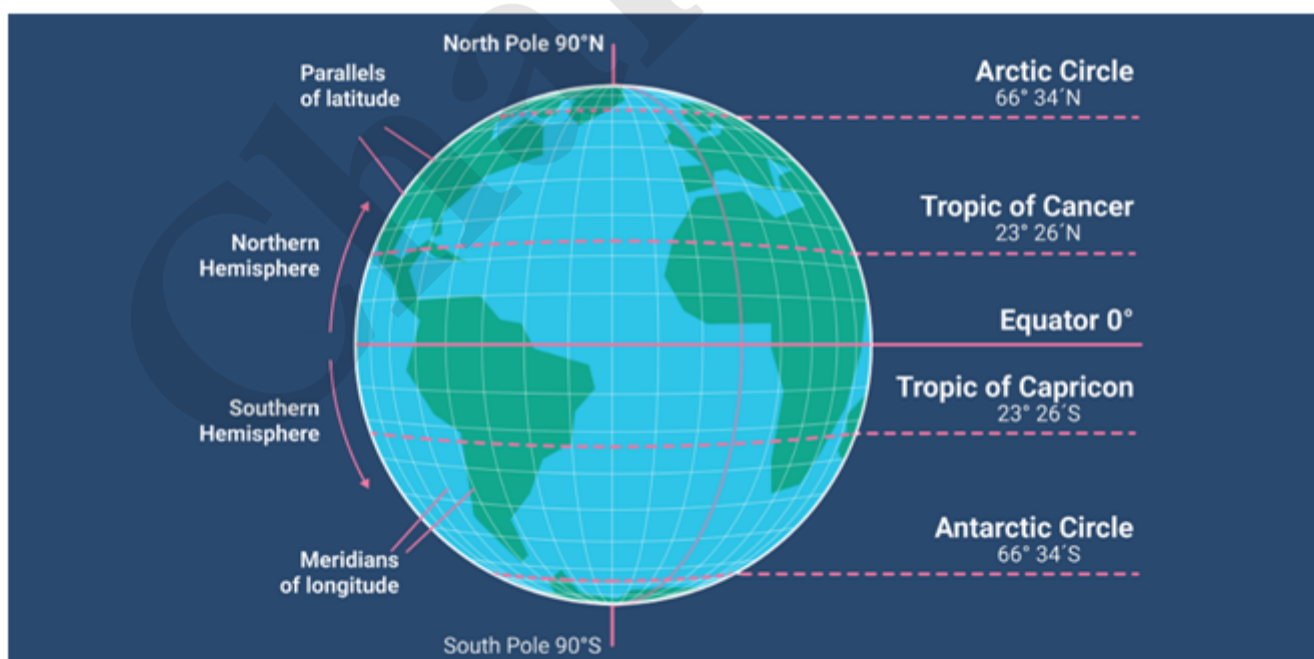 North Pole 90°N
Parallels
of latitude
Arctic Circle
66° 34´N
Tropic of Cancer
23° 26´N
Northern
Hemisphere
Equator 0°
Tropic of Capricon
23° 26´S
Southern
Hemisphere
Antarctic Circle
66° 34´S
Meridians
of longitude
South Pole 90°S